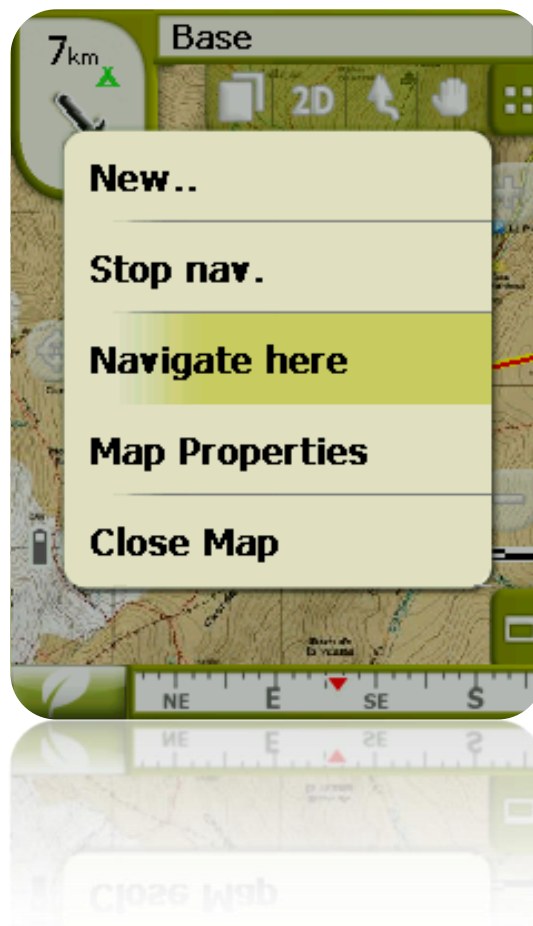 Base
7km
2D
New..
Stop nav.
Navigate here
Map Properties
Close Map
NE E SE S